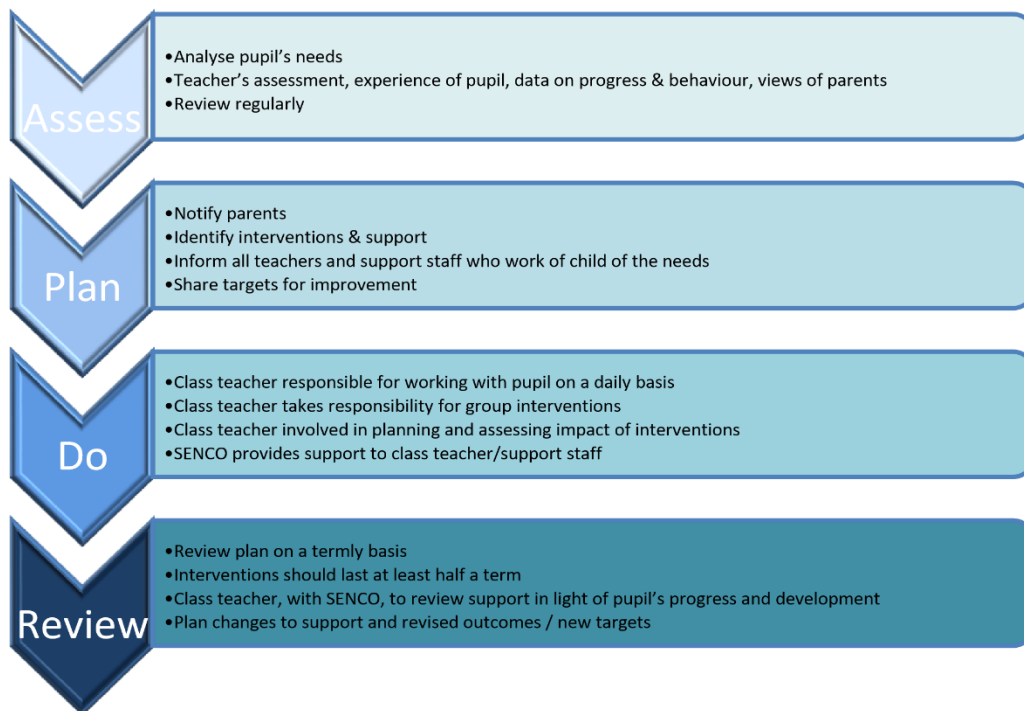 Assess
•Analyse pupil’s needs
•Teacher’s assessment, experience of pupil, data on progress & behaviour, views of parents
•Review regularly
Plan
•Notify parents
•Identify interventions & support
•Inform all teachers and support staff who work of child of the needs
•Share targets for improvement
Do
•Class teacher responsible for working with pupil on a daily basis
•Class teacher takes responsibility for group interventions
•Class teacher involved in planning and assessing impact of interventions
•SENCO provides support to class teacher/support staff
Review
•Review plan on a termly basis
•Interventions should last at least half a term
•Class teacher, with SENCO, to review support in light of pupil’s progress and development
•Plan changes to support and revised outcomes / new targets